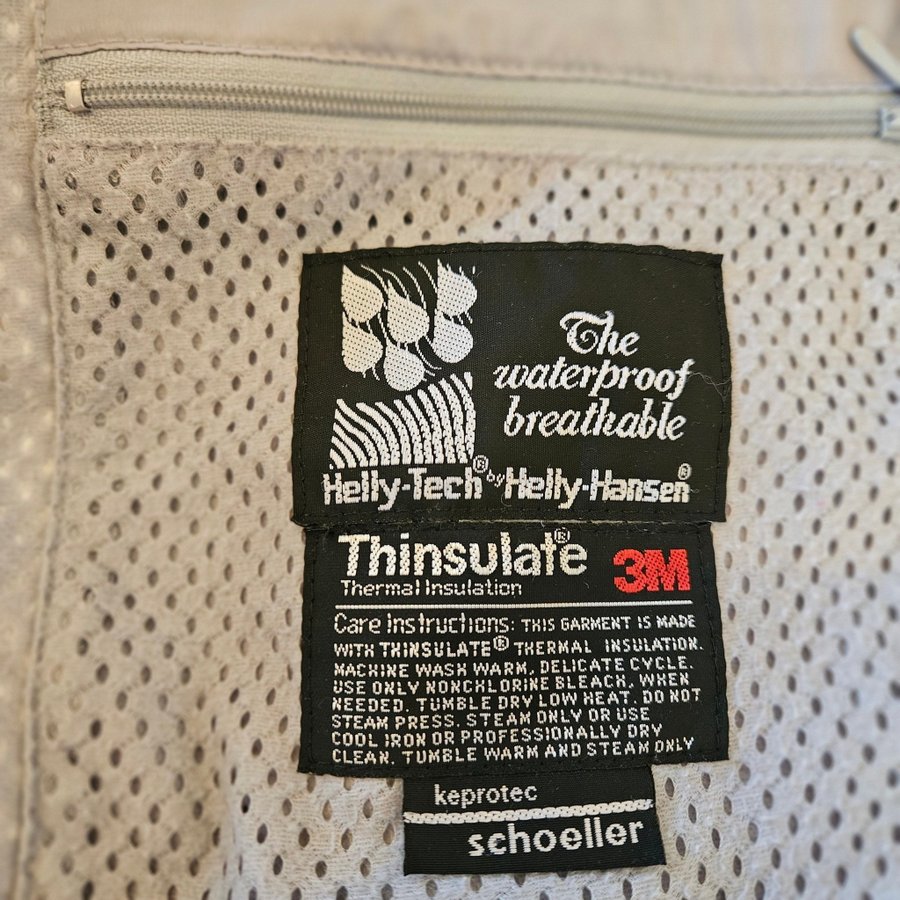 The
waterproof
breathable
Helly-Tech® by Helly-Hansen®
Thinsulate®
Thermal Insulation
3M
Care Instructions: THIS GARMENT IS MADE
WITH THINSULATE® THERMAL INSULATION.
MACHINE WASH WARM, DELICATE CYCLE.
USE ONLY NONCHLORINE BLEACH, WHEN
NEEDED. TUMBLE DRY LOW HEAT. DO NOT
STEAM PRESS. STEAM ONLY OR USE
COOL IRON OR PROFESSIONALLY DRY
CLEAN. TUMBLE WARM AND STEAM ONLY
keprotec
schoeller